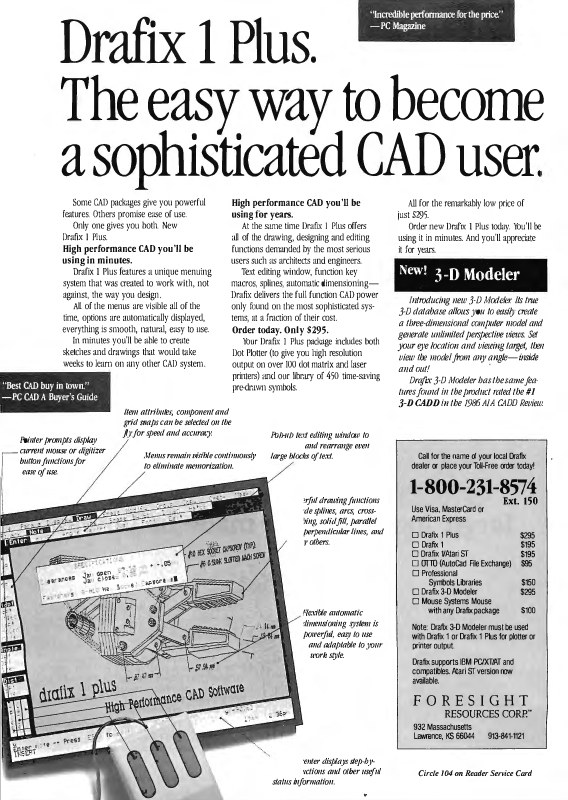 "Incredible performance for the price."
—PC Magazine
Drafix 1 Plus.
The easy way to become
a sophisticated CAD user.
Some CAD packages give you powerful
features. Others promise ease of use.
Only one gives you both. New
Drafix 1 Plus.
High performance CAD you'll be
using in minutes.
Drafix 1 Plus features a unique menuing
system that was created to work with, not
against, the way you design.
All of the menus are visible all of the
time, options are automatically displayed,
everything is smooth, natural, easy to use.
In minutes you'll be able to create
sketches and drawings that would take
weeks to learn on any other CAD system.
High performance CAD you'll be
using for years.
At the same time Drafix 1 Plus offers
all of the drawing, designing and editing
functions demanded by the most serious
users such as architects and engineers.
Text editing window, function key
macros, splines, automatic dimensioning—
Drafix delivers the full function CAD power
only found on the most sophisticated sys-
tems, at a fraction of their cost.
Order today. Only $295.
Your Drafix 1 Plus package includes both
Dot Plotter (to give you high resolution
output on over 100 dot matrix and laser
printers) and our library of 450 time-saving
pre-drawn symbols.
All for the remarkably low price of
just $295.
Order new Drafix 1 Plus today. You'll be
using it in minutes. And you'll appreciate
it for years.
New! 3-D Modeler
Introducing new 3-D Modeler. Its true
3-D database allows you to easily create
a three-dimensional computer model and
generate unlimited perspective views. Set
your eye location and viewing target, then
view the model from any angle—inside
and out!
Drafix 3-D Modeler has the same fea-
tures found in the product rated the #1
3-D CADD in the 1986 AIA CADD Review.
"Best CAD buy in town."
—PC CAD A Buyer's Guide
Pointer prompts display
current mouse or digitizer
button functions for
ease of use.
Item attributes, component and
grid snaps can be selected on the
fly for speed and accuracy.
Menus remain visible continuously
to eliminate memorization.
Pop-up text editing window to
and rearrange even
large blocks of text.
erful drawing functions
de splines, arcs, cross-
ing, solid fill, parallel
perpendicular lines, and
y others.
Flexible automatic
dimensioning system is
powerful, easy to use
and adaptable to your
work style.
enter displays step-by-
uctions and other useful
status information.
SPECIFICATIONS
drafix 1 plus
High Performance CAD Software
Call for the name of your local Drafix
dealer or place your Toll-Free order today!
1-800-231-8574
Ext. 150
Use Visa, MasterCard or
American Express
☐ Drafix 1 Plus $295
☐ Drafix 1 $195
☐ Drafix 1/Atari ST $195
☐ OTTO (AutoCad File Exchange) $95
☐ Professional
Symbols Libraries $150
☐ Drafix 3-D Modeler $295
☐ Mouse Systems Mouse
with any Drafix package $100
Note: Drafix 3-D Modeler must be used
with Drafix 1 or Drafix 1 Plus for plotter or
printer output.
Drafix supports IBM PC/XT/AT and
compatibles. Atari ST version now
available.
FORESIGHT
RESOURCES CORP.™
932 Massachusetts
Lawrence, KS 66044 913-841-1121
Circle 104 on Reader Service Card